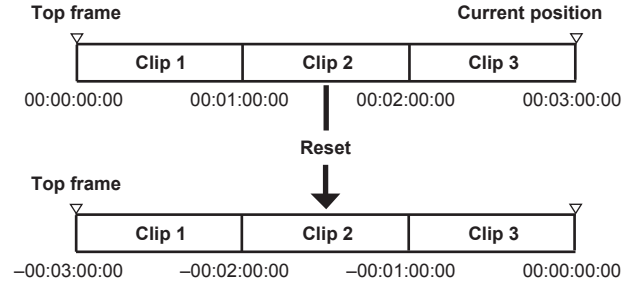 Top frame Current position
Clip 1 Clip 2 Clip 3
00:00:00:00 00:01:00:00 00:02:00:00 00:03:00:00
Reset
Top frame
Clip 1 Clip 2 Clip 3
–00:03:00:00 –00:02:00:00 –00:01:00:00 00:00:00:00